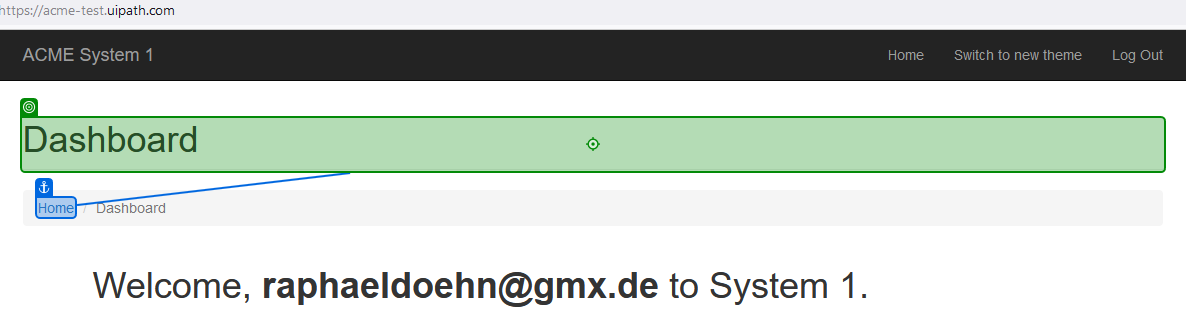 https://acme-test.uipath.com
ACME System 1 Home Switch to new theme Log Out
Dashboard
Home / Dashboard
Welcome, raphaeldoehn@gmx.de to System 1.